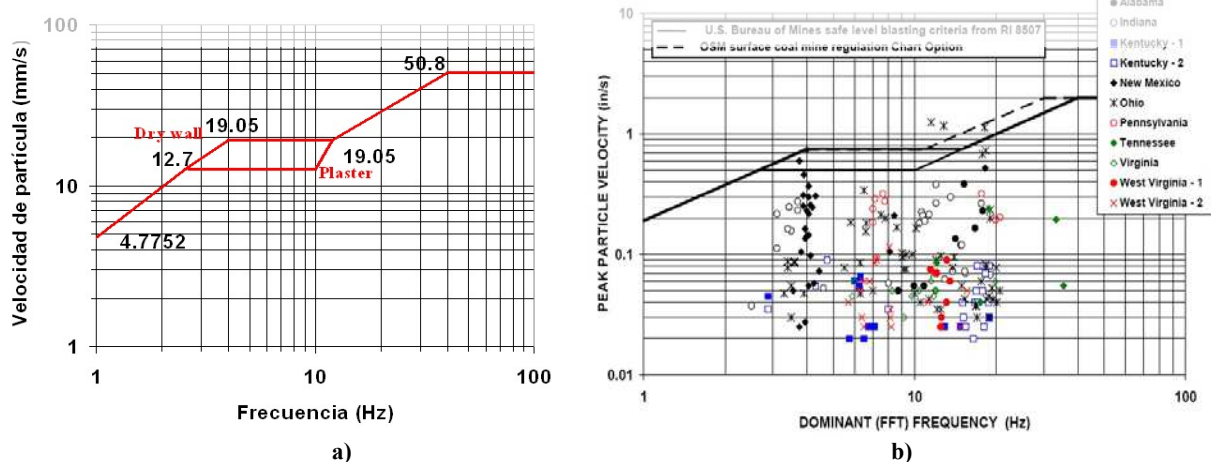 a)
Velocidad de partícula (mm/s)
100
10
1
50.8
Dry wall
19.05
12.7
19.05
Plaster
4.7752
1
10
100
Frecuencia (Hz)
a)
b)
PEAK PARTICLE VELOCITY (in/s)
10
1
0.1
0.01
U.S. Bureau of Mines safe level blasting criteria from RI 8507
OSM surface coal mine regulation Chart Option
Alabama
Indiana
Kentucky - 1
Kentucky - 2
New Mexico
Ohio
Pennsylvania
Tennessee
Virginia
West Virginia - 1
West Virginia - 2
1
10
100
DOMINANT (FFT) FREQUENCY (Hz)
b)